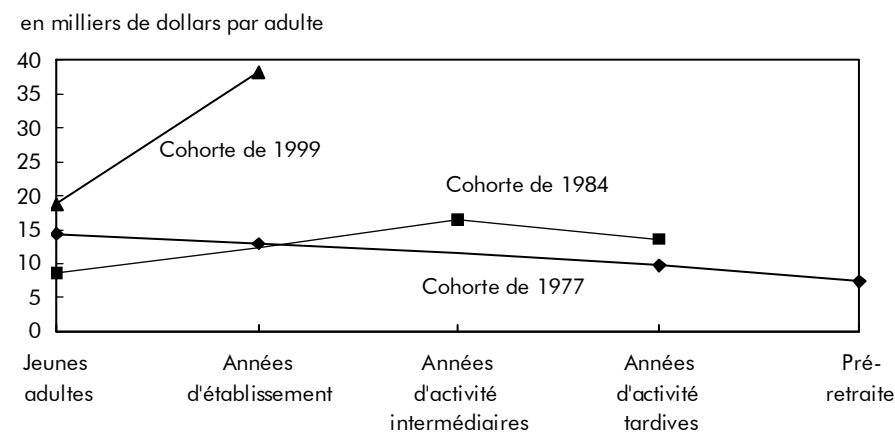 en milliers de dollars par adulte
40
35
30
25
20
15
10
5
0
Cohorte de 1999
Cohorte de 1984
Cohorte de 1977
Jeunes
adultes
Années
d'établissement
Années
d'activité
intermédiaires
Années
d'activité
tardives
Pré-
retraite